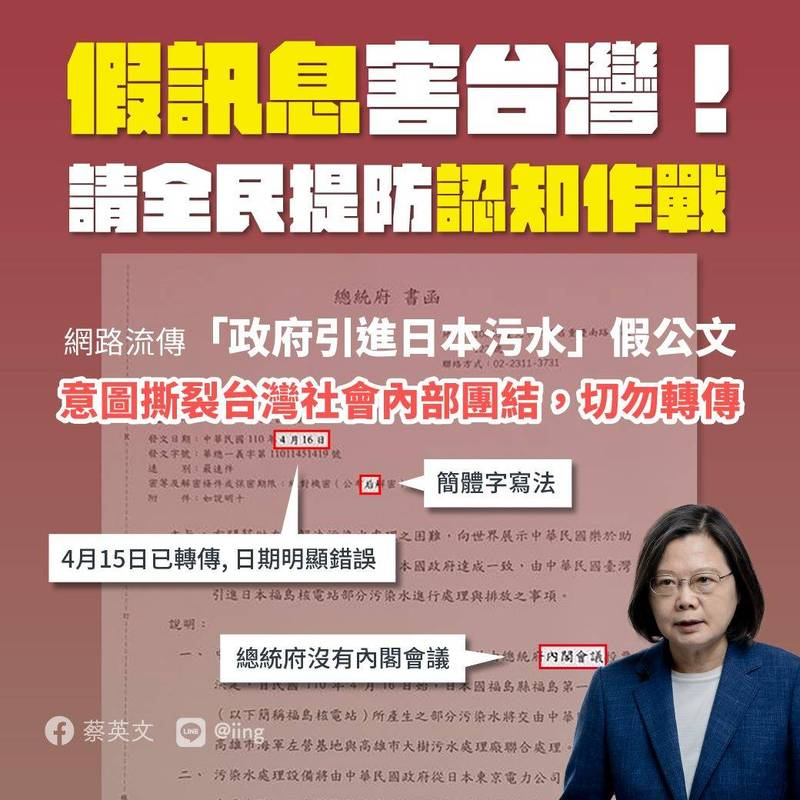 假訊息害台灣！
請全民提防認知作戰
總統府 書函
網路流傳「政府引進日本污水」假公文
聯絡方式：02-2311-3731
意圖撕裂台灣社會內部團結，切勿轉傳
發文日期：中華民國110年4月16日
發文字號：華總一義字第11011451419號
速　別：最速件
簡體字寫法
密等及解密條件或保密期限：絕對機密（公布后解密
附　件：如說明十
之困難，向世界展示中華民國樂於助
4月15日已轉傳, 日期明顯錯誤
本國政府達成一致，由中華民國臺灣
引進日本福島核電站部分污染水進行處理與排放之事項。
說明：
一、
總統府沒有內閣會議
總統府內閣會議
民國110年4月16日起，日本國福島縣福島第一
（以下簡稱福島核電站）所產生之部分污染水將交由中華
蔡英文 LINE @iing
高雄市海軍左營基地與高雄市大樹污水處理廠聯合處理。
二、污染水處理設備將由中華民國政府從日本東京電力公司